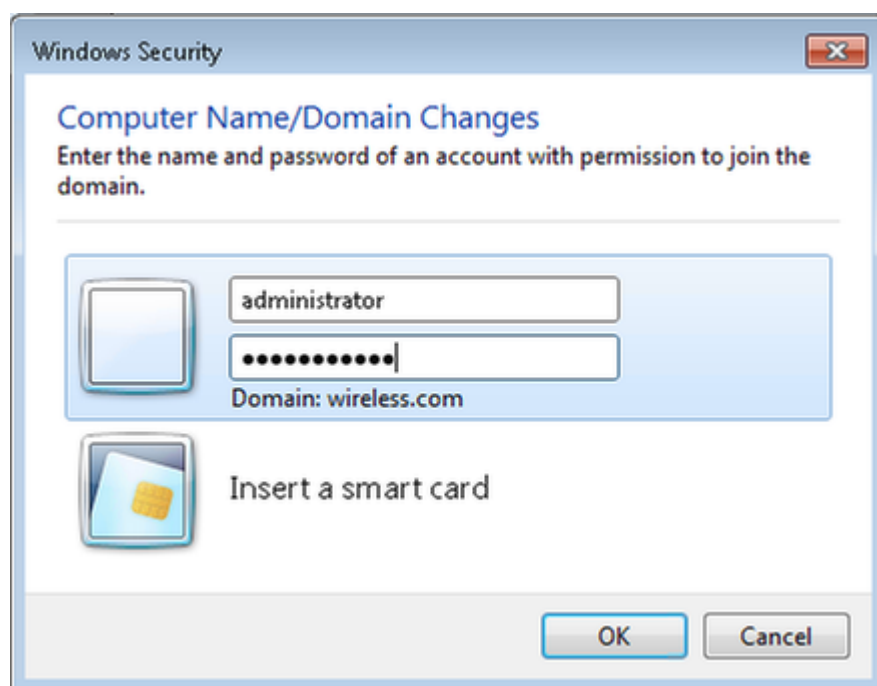 Windows Security
Computer Name/Domain Changes
Enter the name and password of an account with permission to join the
domain.
administrator
●●●●●●●●●●●
Domain: wireless.com
Insert a smart card
OK
Cancel